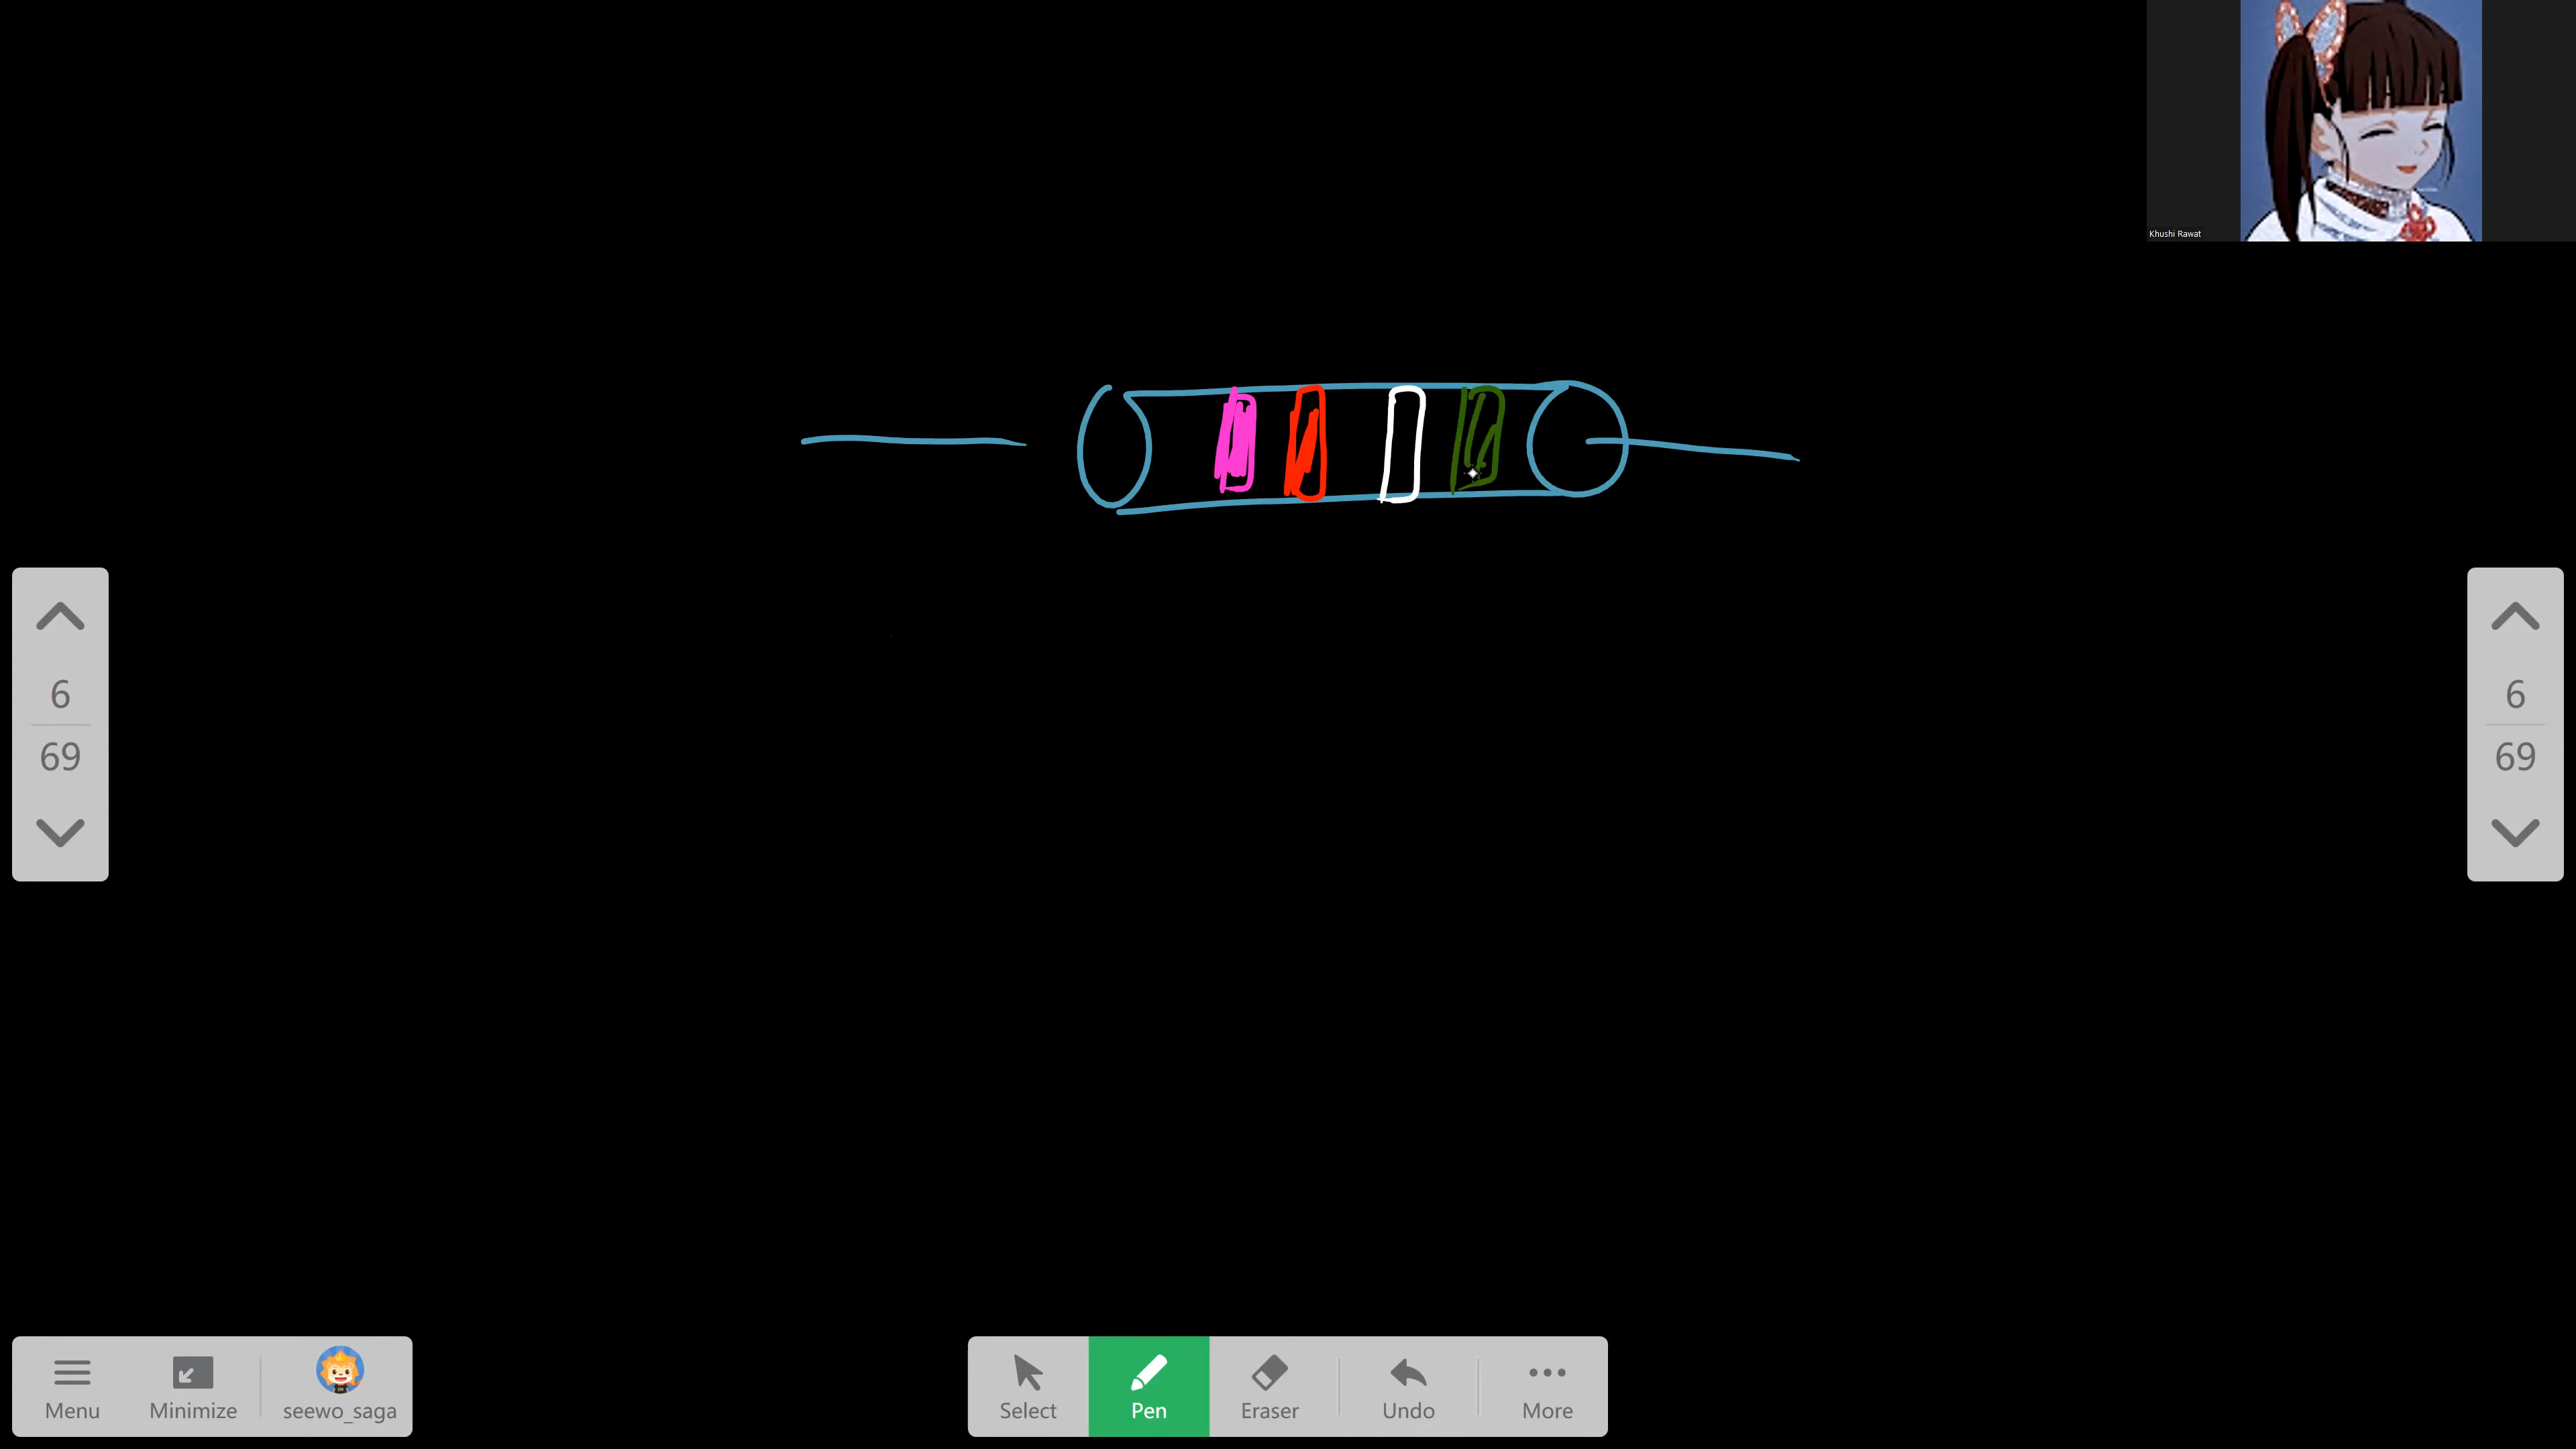 Khushi Rawat
6
69
6
69
Menu
Minimize
seewo_saga
Select
Pen
Eraser
Undo
More